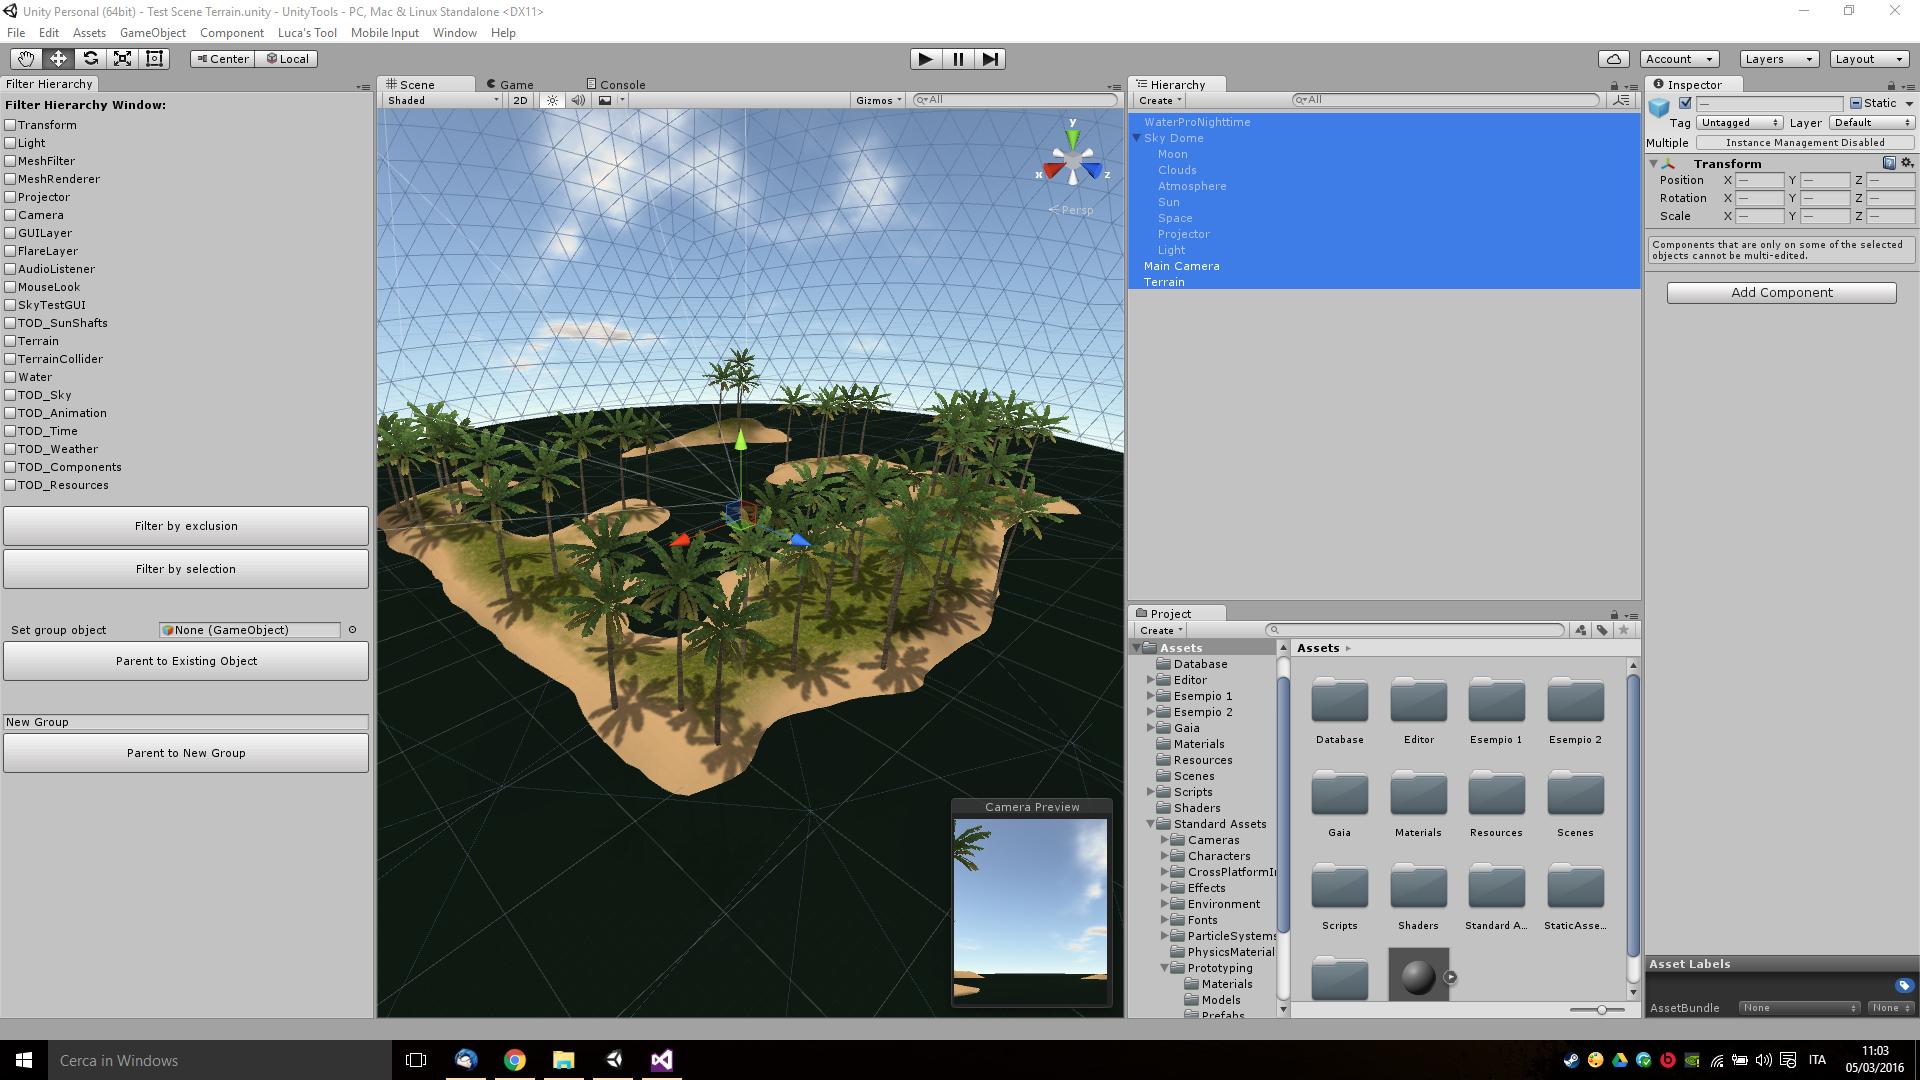 Unity Personal (64bit) - Test Scene Terrain.unity - UnityTools - PC, Mac & Linux Standalone <DX11>
File Edit Assets GameObject Component Luca's Tool Mobile Input Window Help
Center Local
Account Layers Layout
Filter Hierarchy
Filter Hierarchy Window:
Transform
Light
MeshFilter
MeshRenderer
Projector
Camera
GUILayer
FlareLayer
AudioListener
MouseLook
SkyTestGUI
TOD_SunShafts
Terrain
TerrainCollider
Water
TOD_Sky
TOD_Animation
TOD_Time
TOD_Weather
TOD_Components
TOD_Resources
Filter by exclusion
Filter by selection
Set group object None (GameObject)
Parent to Existing Object
New Group
Parent to New Group
Scene Game Console
Shaded 2D Gizmos All
y
x z
Persp
Camera Preview
Hierarchy
Create All
WaterProNighttime
Sky Dome
Moon
Clouds
Atmosphere
Sun
Space
Projector
Light
Main Camera
Terrain
Project
Create
Assets
Database
Editor
Esempio 1
Esempio 2
Gaia
Materials
Resources
Scenes
Scripts
Shaders
Standard Assets
Cameras
Characters
CrossPlatformI
Effects
Environment
Fonts
ParticleSystems
PhysicsMaterial
Prototyping
Materials
Models
Prefabs
Assets
Database Editor Esempio 1 Esempio 2
Gaia Materials Resources Scenes
Scripts Shaders Standard A... StaticAsse...
Inspector
— Static
Tag Untagged Layer Default
Multiple Instance Management Disabled
Transform
Position X — Y — Z —
Rotation X — Y — Z —
Scale X — Y — Z —
Components that are only on some of the selected
objects cannot be multi-edited.
Add Component
Asset Labels
AssetBundle None None
Cerca in Windows
ITA
11:03
05/03/2016